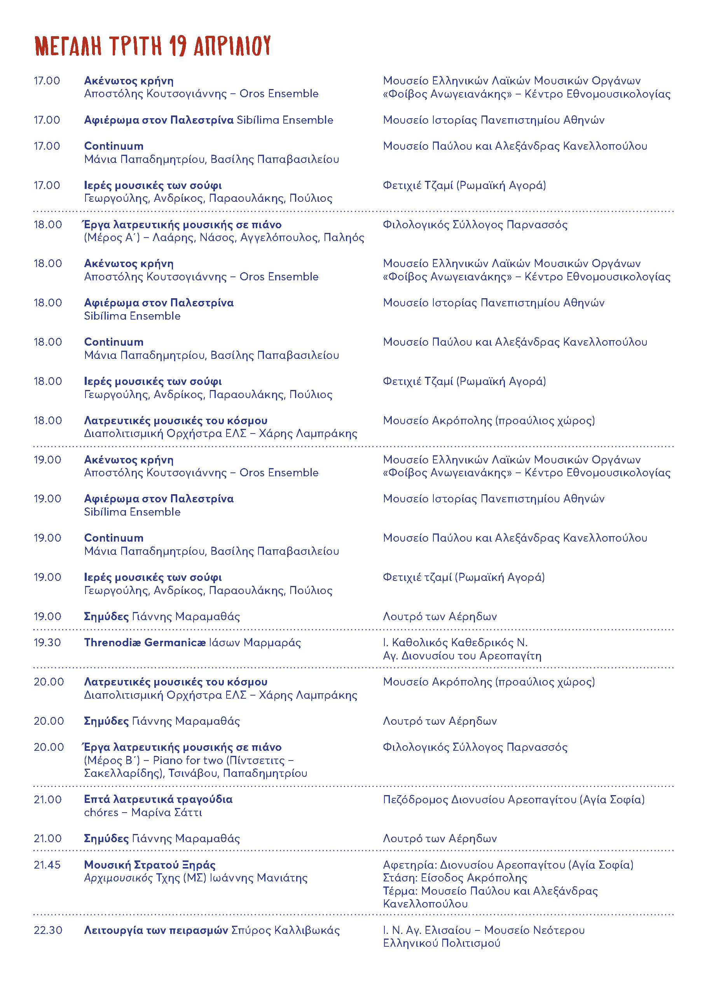 ΜΕΓΑΛΗ ΤΡΙΤΗ 19 ΑΠΡΙΛΙΟΥ
17.00 Ακένωτος κρήνη Μουσείο Ελληνικών Λαϊκών Μουσικών Οργάνων
Αποστόλης Κουτσογιάννης – Oros Ensemble «Φοίβος Ανωγειανάκης» – Κέντρο Εθνομουσικολογίας
17.00 Αφιέρωμα στον Παλεστρίνα Sibílima Ensemble Μουσείο Ιστορίας Πανεπιστημίου Αθηνών
17.00 Continuum Μουσείο Παύλου και Αλεξάνδρας Κανελλοπούλου
Μάνια Παπαδημητρίου, Βασίλης Παπαβασιλείου
17.00 Ιερές μουσικές των σούφι Φετιχιέ Τζαμί (Ρωμαϊκή Αγορά)
Γεωργούλης, Ανδρίκος, Παραουλάκης, Πούλιος
18.00 Έργα λατρευτικής μουσικής σε πιάνο Φιλολογικός Σύλλογος Παρνασσός
(Μέρος Α΄) – Λαάρης, Νάσος, Αγγελόπουλος, Παληός
18.00 Ακένωτος κρήνη Μουσείο Ελληνικών Λαϊκών Μουσικών Οργάνων
Αποστόλης Κουτσογιάννης – Oros Ensemble «Φοίβος Ανωγειανάκης» – Κέντρο Εθνομουσικολογίας
18.00 Αφιέρωμα στον Παλεστρίνα Μουσείο Ιστορίας Πανεπιστημίου Αθηνών
Sibílima Ensemble
18.00 Continuum Μουσείο Παύλου και Αλεξάνδρας Κανελλοπούλου
Μάνια Παπαδημητρίου, Βασίλης Παπαβασιλείου
18.00 Ιερές μουσικές των σούφι Φετιχιέ Τζαμί (Ρωμαϊκή Αγορά)
Γεωργούλης, Ανδρίκος, Παραουλάκης, Πούλιος
18.00 Λατρευτικές μουσικές του κόσμου Μουσείο Ακρόπολης (προαύλιος χώρος)
Διαπολιτισμική Ορχήστρα ΕΛΣ – Χάρης Λαμπράκης
19.00 Ακένωτος κρήνη Μουσείο Ελληνικών Λαϊκών Μουσικών Οργάνων
Αποστόλης Κουτσογιάννης – Oros Ensemble «Φοίβος Ανωγειανάκης» – Κέντρο Εθνομουσικολογίας
19.00 Αφιέρωμα στον Παλεστρίνα Μουσείο Ιστορίας Πανεπιστημίου Αθηνών
Sibílima Ensemble
19.00 Continuum Μουσείο Παύλου και Αλεξάνδρας Κανελλοπούλου
Μάνια Παπαδημητρίου, Βασίλης Παπαβασιλείου
19.00 Ιερές μουσικές των σούφι Φετιχιέ τζαμί (Ρωμαϊκή Αγορά)
Γεωργούλης, Ανδρίκος, Παραουλάκης, Πούλιος
19.00 Σημύδες Γιάννης Μαραμαθάς Λουτρό των Αέρηδων
19.30 Threnodiæ Germanicæ Ιάσων Μαρμαράς Ι. Καθολικός Καθεδρικός Ν.
Αγ. Διονυσίου του Αρεοπαγίτη
20.00 Λατρευτικές μουσικές του κόσμου Μουσείο Ακρόπολης (προαύλιος χώρος)
Διαπολιτισμική Ορχήστρα ΕΛΣ – Χάρης Λαμπράκης
20.00 Σημύδες Γιάννης Μαραμαθάς Λουτρό των Αέρηδων
20.00 Έργα λατρευτικής μουσικής σε πιάνο Φιλολογικός Σύλλογος Παρνασσός
(Μέρος Β΄) – Piano for two (Πίντσετιτς –
Σακελλαρίδης), Τσινάβου, Παπαδημητρίου
21.00 Επτά λατρευτικά τραγούδια Πεζόδρομος Διονυσίου Αρεοπαγίτου (Αγία Σοφία)
chórεs – Μαρίνα Σάττι
21.00 Σημύδες Γιάννης Μαραμαθάς Λουτρό των Αέρηδων
21.45 Μουσική Στρατού Ξηράς Αφετηρία: Διονυσίου Αρεοπαγίτου (Αγία Σοφία)
Αρχιμουσικός Τχης (ΜΣ) Ιωάννης Μανιάτης Στάση: Είσοδος Ακρόπολης
Τέρμα: Μουσείο Παύλου και Αλεξάνδρας
Κανελλοπούλου
22.30 Λειτουργία των πειρασμών Σπύρος Καλλιβωκάς Ι. Ν. Αγ. Ελισαίου – Μουσείο Νεότερου
Ελληνικού Πολιτισμού